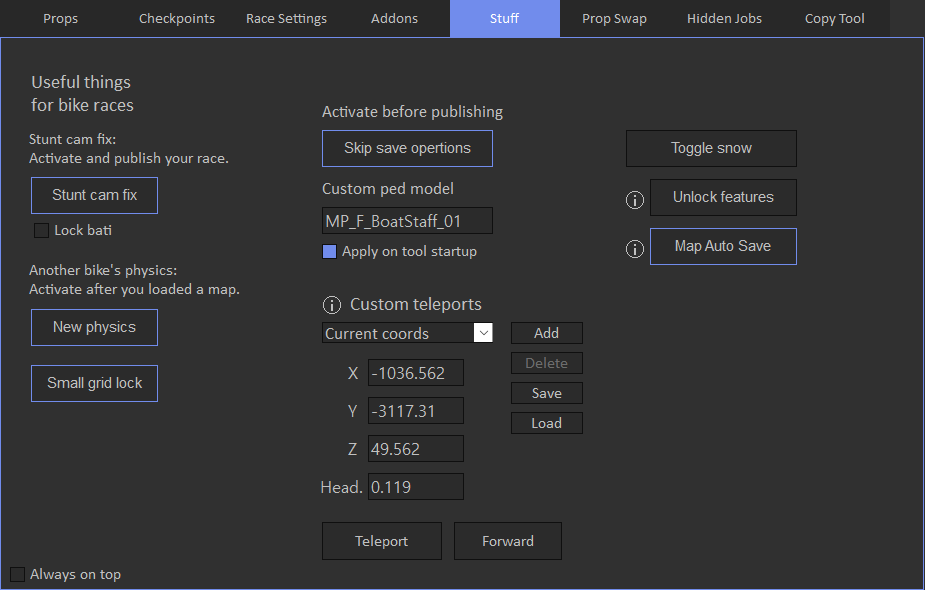 Props
Checkpoints
Race Settings
Addons
Stuff
Prop Swap
Hidden Jobs
Copy Tool
Useful things
for bike races
Stunt cam fix:
Activate and publish your race.
Stunt cam fix
Lock bati
Another bike's physics:
Activate after you loaded a map.
New physics
Small grid lock
Activate before publishing
Skip save opertions
Custom ped model
MP_F_BoatStaff_01
Apply on tool startup
Custom teleports
Current coords
X -1036.562
Y -3117.31
Z 49.562
Head. 0.119
Add
Delete
Save
Load
Teleport
Forward
Toggle snow
Unlock features
Map Auto Save
Always on top